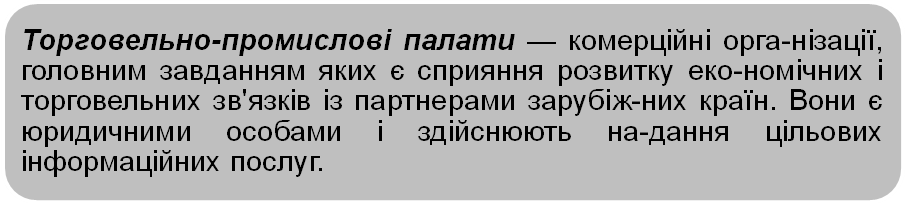 Торговельно-промислові палати — комерційні орга-нізації,
головним завданням яких є сприяння розвитку еко-номічних і
торговельних зв'язків із партнерами зарубіж-них країн. Вони є
юридичними особами і здійснюють на-дання цільових
інформаційних послуг.